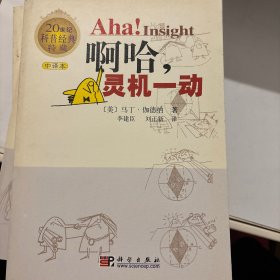 20世纪
科普经典
特藏
中译本
Aha! Insight
啊哈，
灵机一动
〔美〕马丁·伽德纳 著
李建臣 刘正新 译
科学出版社